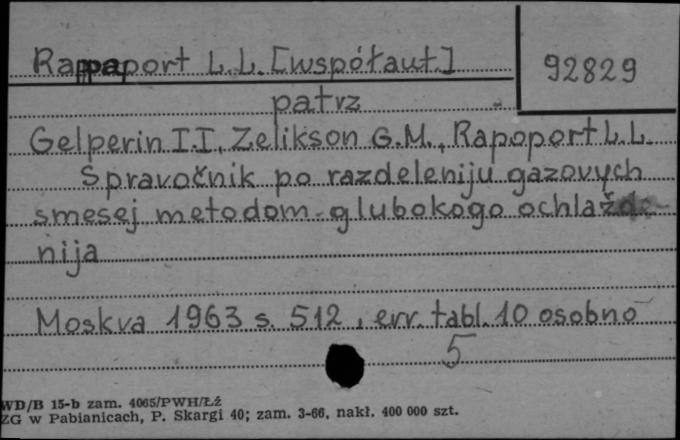 Rappaport L.L. [współaut.]
92829
patrz
Gelperin I.I., Zelikson G.M., Rapoport L.L.
Spravočnik po razdeleniju gazovych
smesej metodom glubokogo ochlažde
nija
Moskva 1963 s. 512, err. tabl. 10 osobno
5
WD/B 15-b zam. 4065/PWH/Łź
ZG w Pabianicach, P. Skargi 40; zam. 3-66, nakł. 400 000 szt.